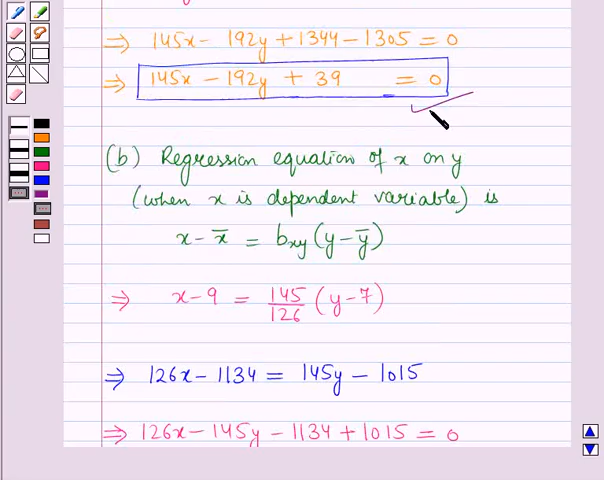 ⇒ 145x - 192y + 1344 - 1305 = 0
⇒ 145x - 192y + 39 = 0
(b) Regression equation of x on y
(when x is dependent variable) is
x - x̅ = bxy (y - y̅)
⇒ x - 9 = 145/126 (y - 7)
⇒ 126x - 1134 = 145y - 1015
⇒ 126x - 145y - 1134 + 1015 = 0